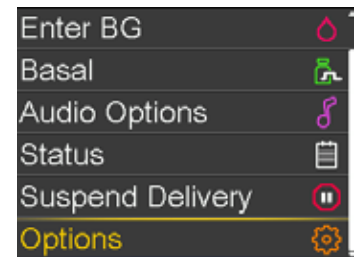 Enter BG
Basal
Audio Options
Status
Suspend Delivery
Options